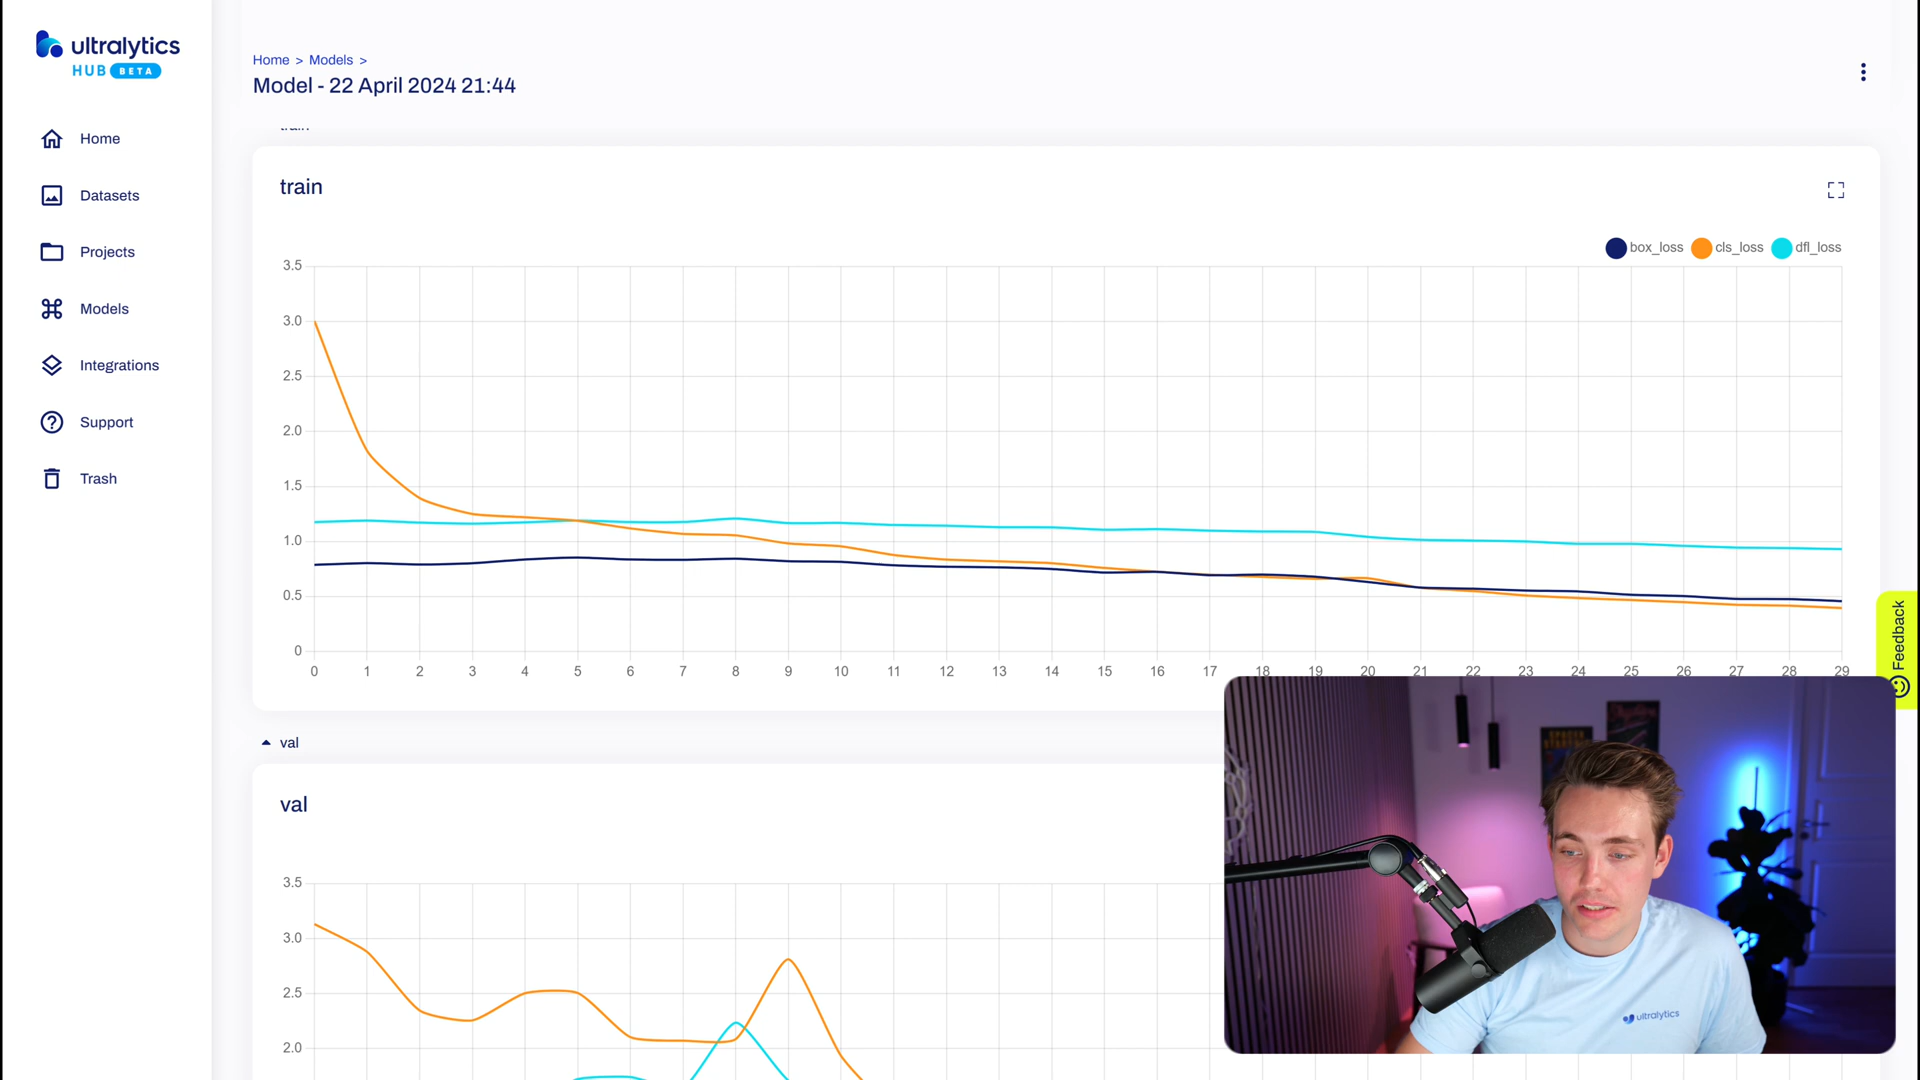 ultralytics
HUB BETA
Home
Datasets
Projects
Models
Integrations
Support
Trash
Home > Models >
Model - 22 April 2024 21:44
train
train
box_loss cls_loss dfl_loss
3.5
3.0
2.5
2.0
1.5
1.0
0.5
0
0 1 2 3 4 5 6 7 8 9 10 11 12 13 14 15 16 17 18 19 20 21 22 23 24 25 26 27 28 29
Feedback
val
val
3.5
3.0
2.5
2.0
ultralytics